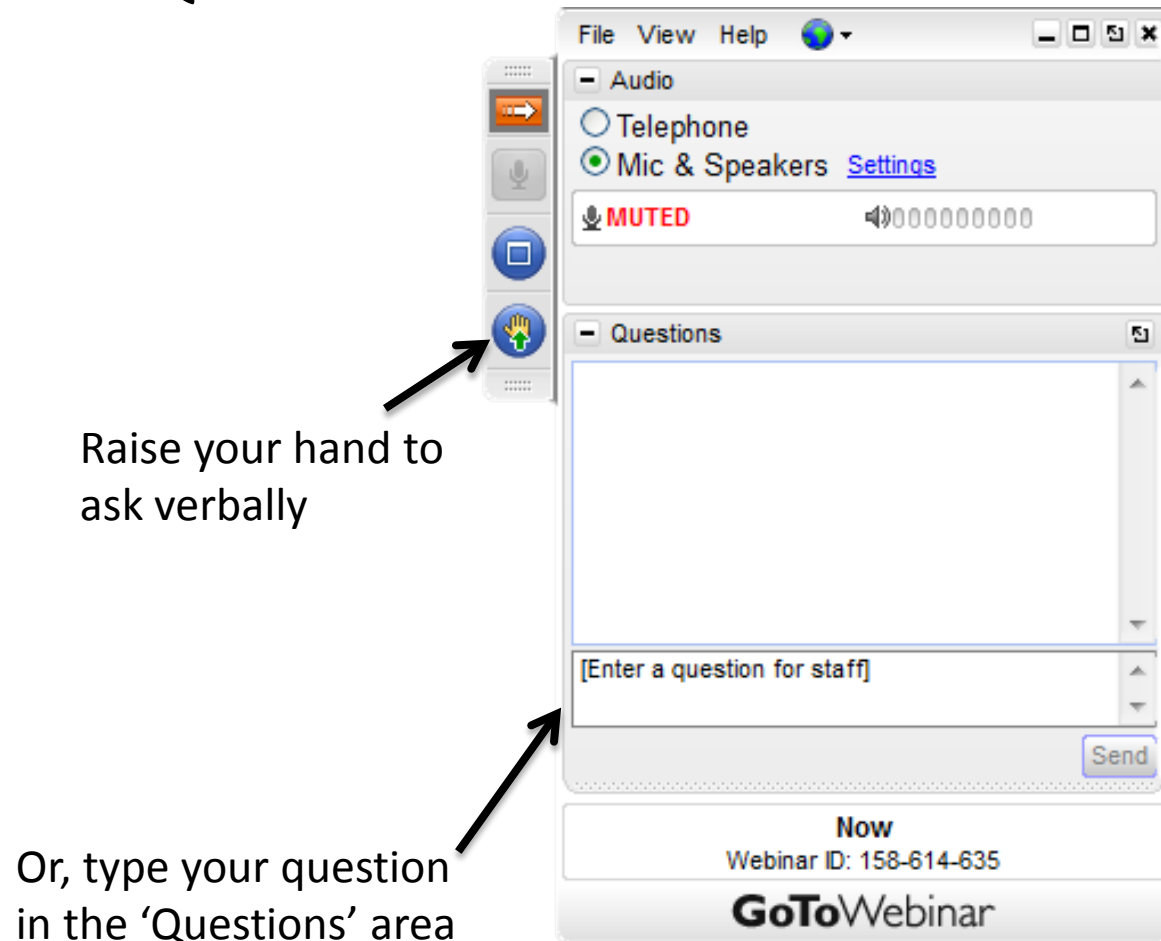 File View Help
Audio
Telephone
Mic & Speakers Settings
MUTED
Questions
Raise your hand to
ask verbally
[Enter a question for staff]
Send
Or, type your question
in the ‘Questions’ area
Now
Webinar ID: 158-614-635
GoToWebinar